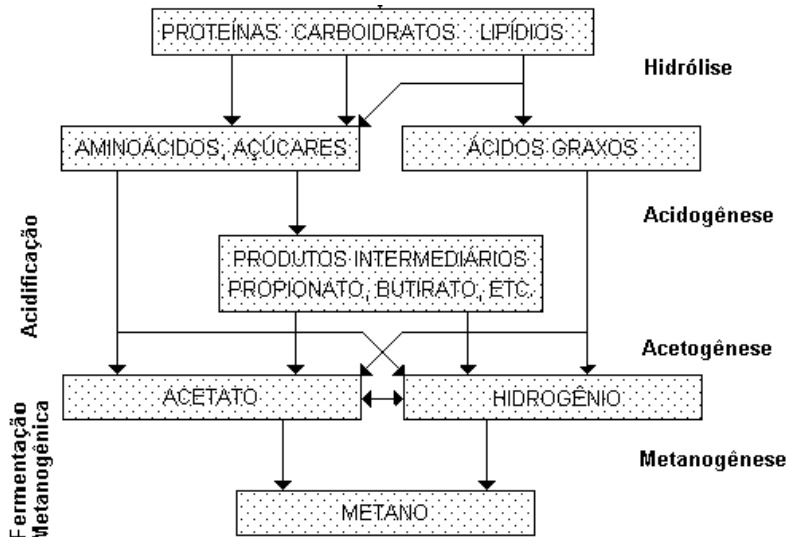 PROTEÍNAS CARBOIDRATOS LIPÍDIOS
Hidrólise
AMINOÁCIDOS, AÇÚCARES
ÁCIDOS GRAXOS
Acidogênese
Acidificação
PRODUTOS INTERMEDIÁRIOS
PROPIONATO, BUTIRATO, ETC.
Acetogênese
ACETATO
HIDROGÊNIO
Fermentação
Metanogênica
Metanogênese
METANO